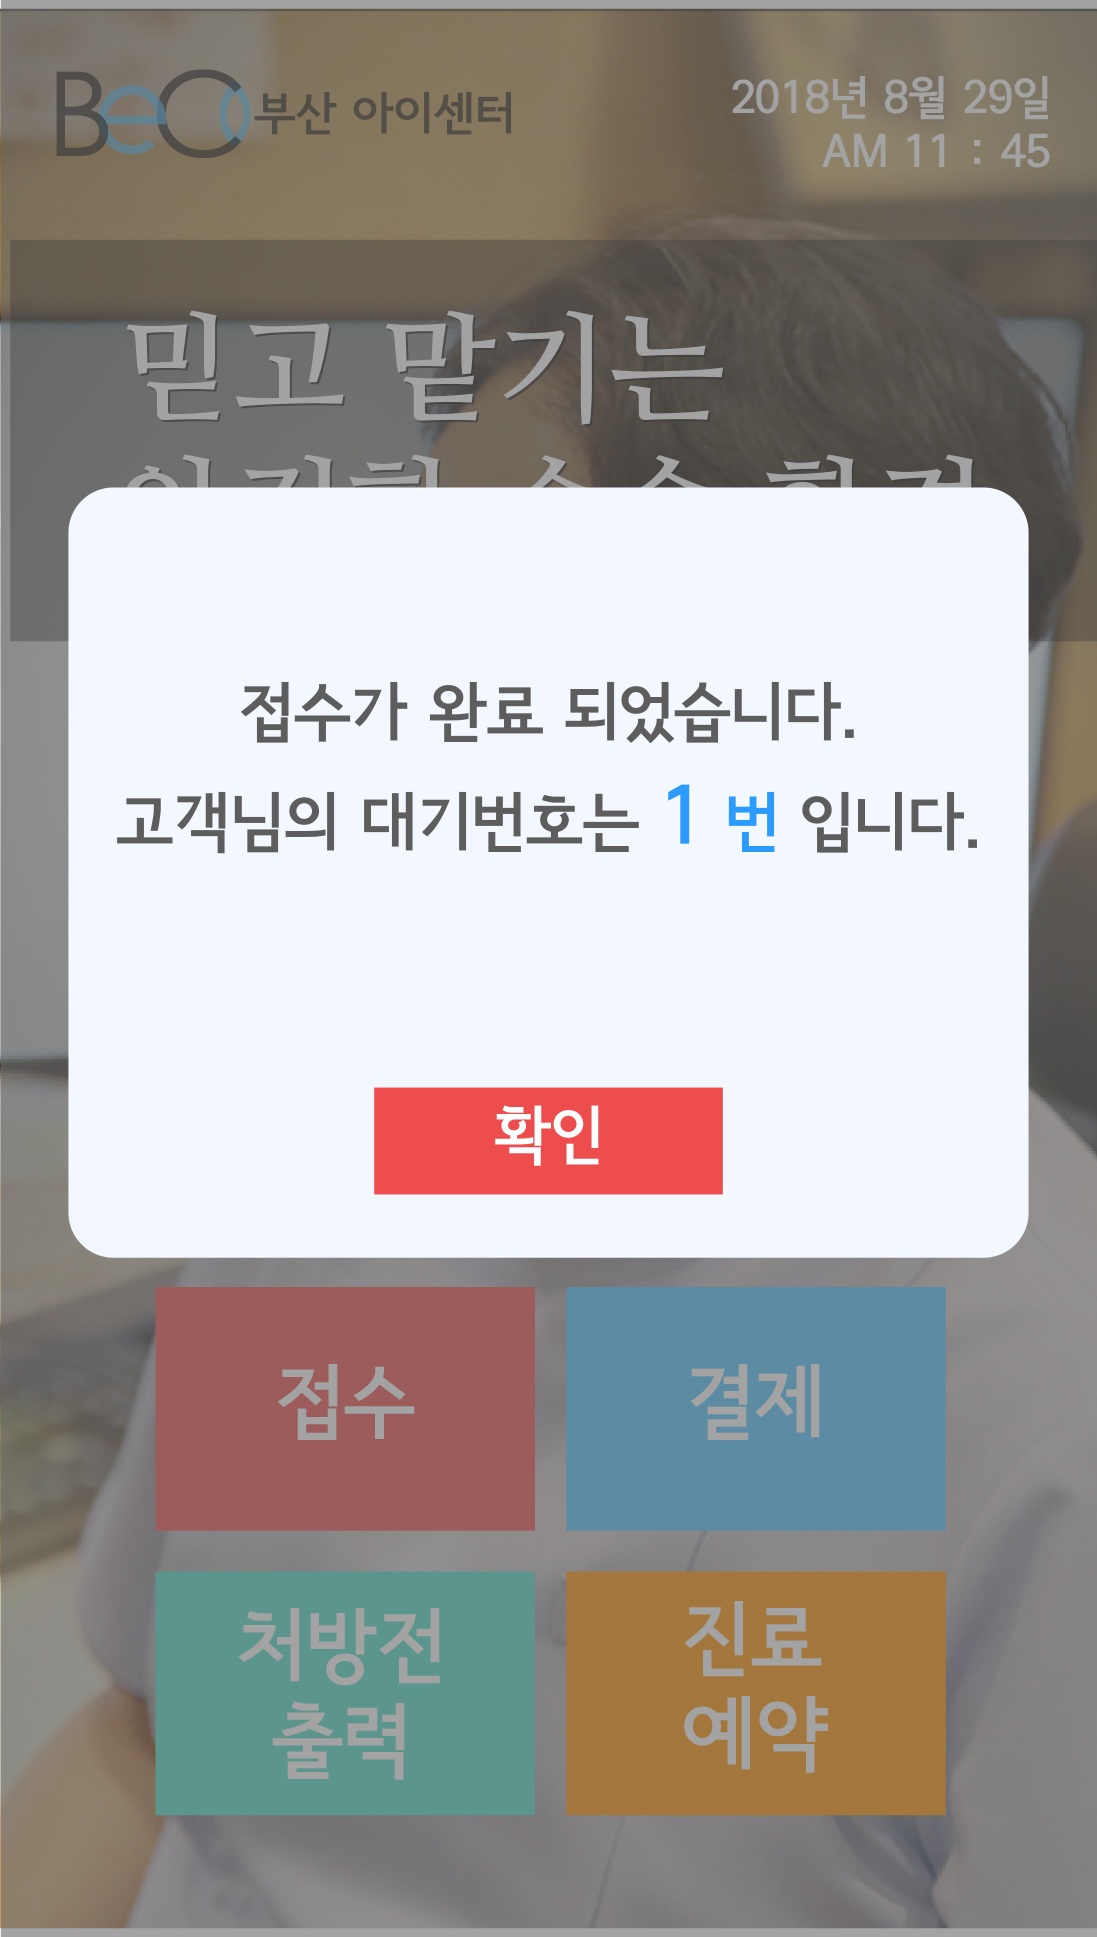 BeC 부산 아이센터
2018년 8월 29일
AM 11 : 45
믿고 맡기는
접수가 완료 되었습니다.
고객님의 대기번호는 1 번 입니다.
확인
접수
결제
처방전
출력
진료
예약